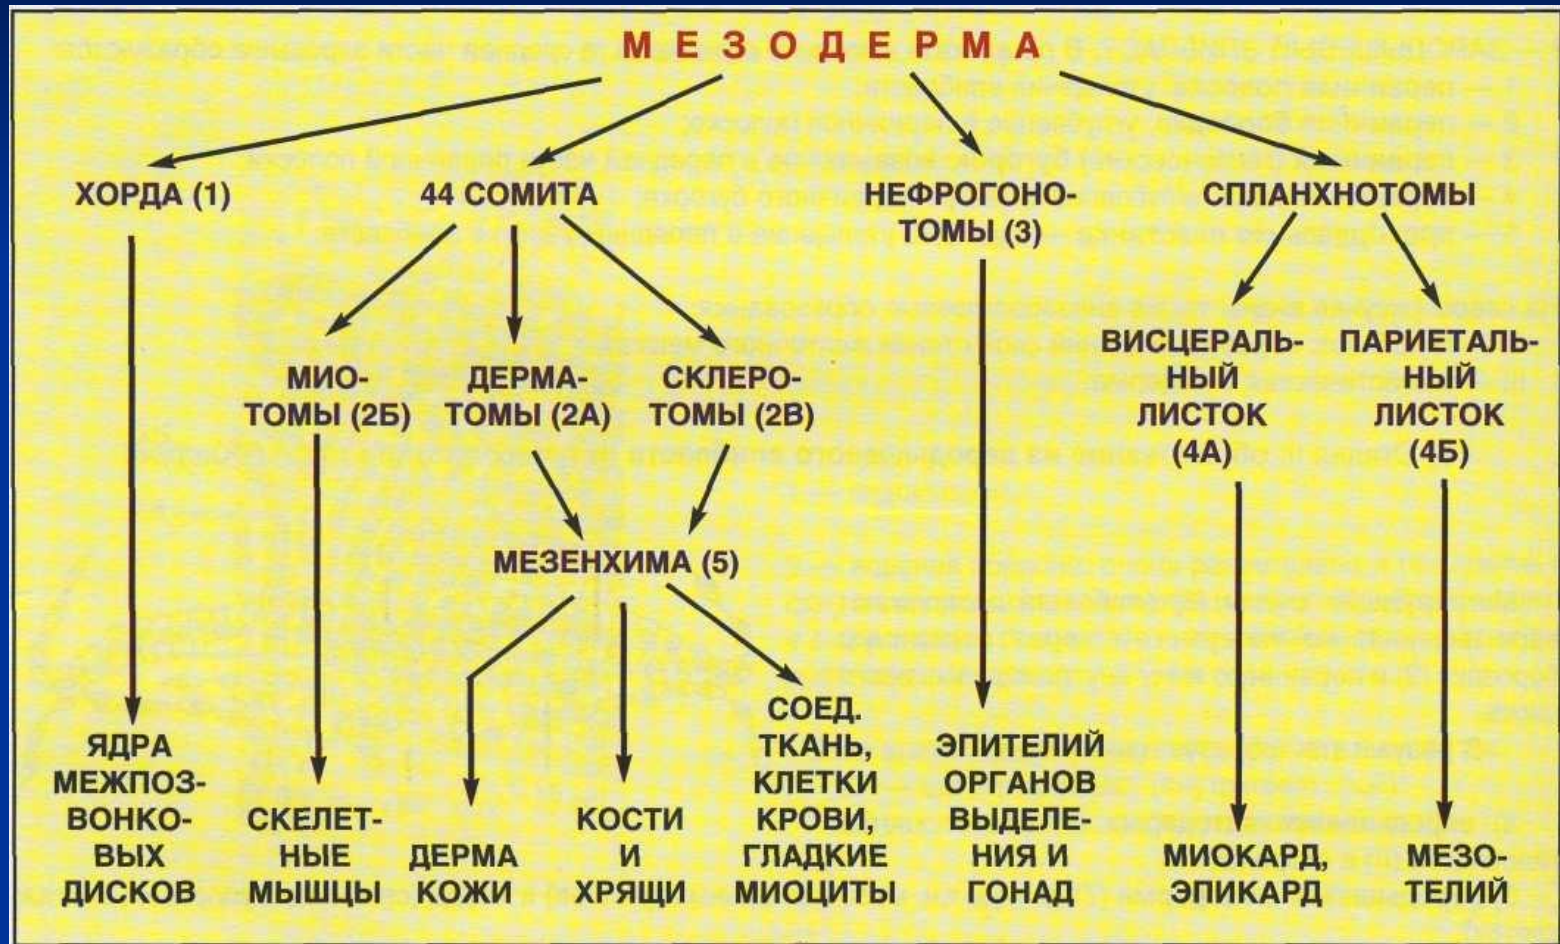 МЕЗОДЕРМА
ХОРДА (1)
44 СОМИТА
НЕФРОГОНО-
ТОМЫ (3)
СПЛАНХНОТОМЫ
МИО-
ТОМЫ (2Б)
ДЕРМА-
ТОМЫ (2А)
СКЛЕРО-
ТОМЫ (2В)
ВИСЦЕРАЛЬ-
НЫЙ
ЛИСТОК
(4А)
ПАРИЕТАЛЬ-
НЫЙ
ЛИСТОК
(4Б)
МЕЗЕНХИМА (5)
ЯДРА
МЕЖПОЗ-
ВОНКО-
ВЫХ
ДИСКОВ
СКЕЛЕТ-
НЫЕ
МЫШЦЫ
ДЕРМА
КОЖИ
КОСТИ
И
ХРЯЩИ
СОЕД.
ТКАНЬ,
КЛЕТКИ
КРОВИ,
ГЛАДКИЕ
МИОЦИТЫ
ЭПИТЕЛИЙ
ОРГАНОВ
ВЫДЕЛЕ-
НИЯ И
ГОНАД
МИОКАРД,
ЭПИКАРД
МЕЗО-
ТЕЛИЙ